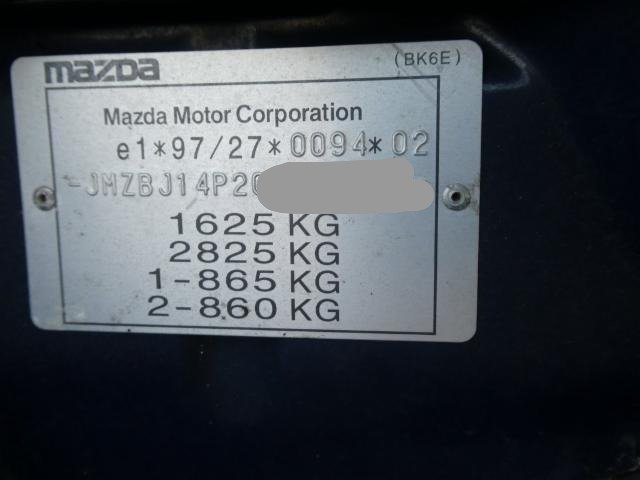 mazda (BK6E)
Mazda Motor Corporation
e1*97/27*0094*02
-JMZBJ14P20
1625 KG
2825 KG
1-865 KG
2-860 KG